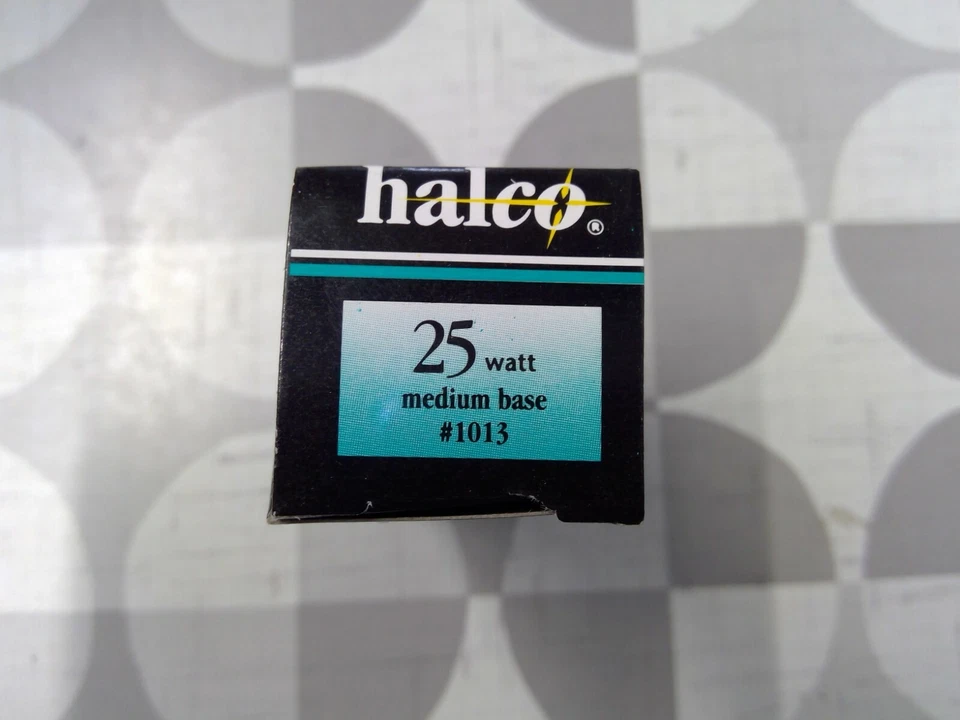 halco®
25 watt
medium base
#1013